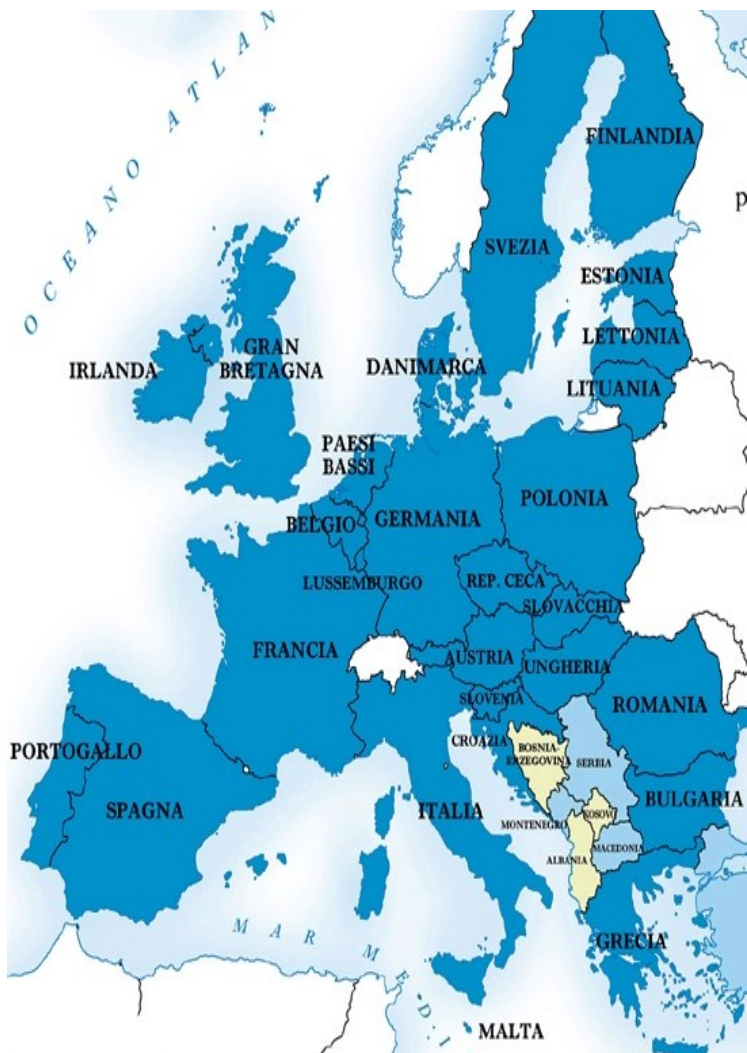 OCEANO ATLAN
FINLANDIA
p
SVEZIA
ESTONIA
LETTONIA
LITUANIA
IRLANDA
GRAN
BRETAGNA
DANIMARCA
PAESI
BASSI
POLONIA
BELGIO
GERMANIA
LUSSEMBURGO
REP. CECA
SLOVACCHIA
FRANCIA
AUSTRIA
UNGHERIA
SLOVENIA
ROMANIA
CROAZIA
BOSNIA-
ERZEGOVINA
SERBIA
PORTOGALLO
SPAGNA
ITALIA
BULGARIA
MONTENEGRO
KOSOVO
MACEDONIA
ALBANIA
GRECIA
MAR MEDI
MALTA